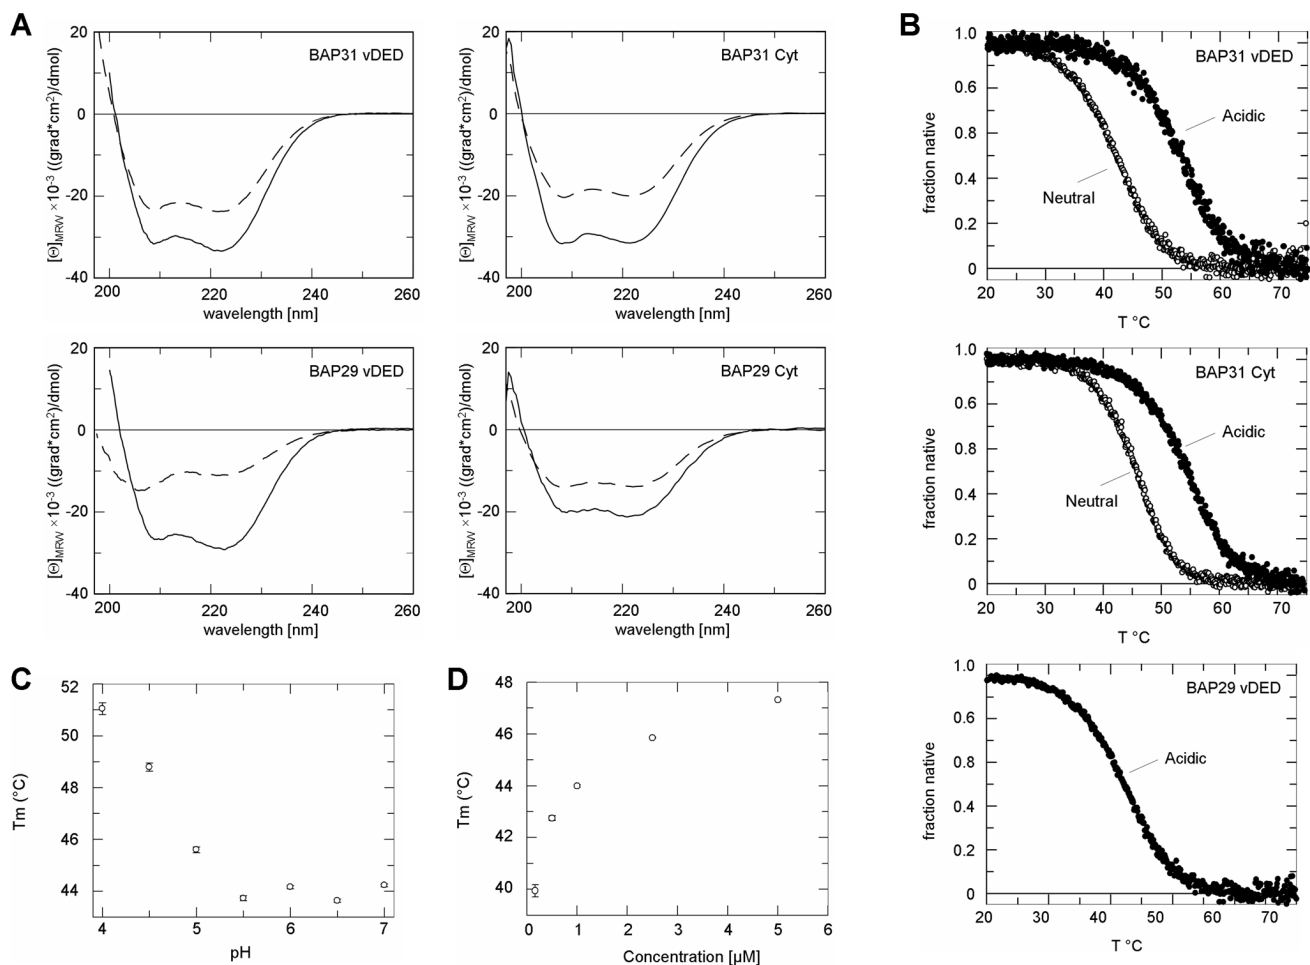 A
20
10
0
-20
-40
[Θ]MRW ×10-3 ((grad*cm2)/dmol)
BAP31 vDED
200 220 240 260
wavelength [nm]
20
0
-20
-40
[Θ]MRW ×10-3 ((grad*cm2)/dmol)
BAP31 Cyt
200 220 240 260
wavelength [nm]
20
0
-20
-40
[Θ]MRW ×10-3 ((grad*cm2)/dmol)
BAP29 vDED
200 220 240 260
wavelength [nm]
20
0
-20
-40
[Θ]MRW ×10-3 ((grad*cm2)/dmol)
BAP29 Cyt
200 220 240 260
wavelength [nm]
B
1.0
0.6
0.8
0.4
0.2
0
fraction native
BAP31 vDED
Acidic
Neutral
20 30 40 50 60 70
T °C
1.0
0.6
0.8
0.4
0.2
0
fraction native
BAP31 Cyt
Acidic
Neutral
20 30 40 50 60 70
T °C
1.0
0.6
0.8
0.4
0.2
0
fraction native
BAP29 vDED
Acidic
20 30 40 50 60 70
T °C
C
52
50
48
46
44
Tm (°C)
4 5 6 7
pH
D
48
46
44
42
40
Tm (°C)
0 1 2 3 4 5 6
Concentration [µM]